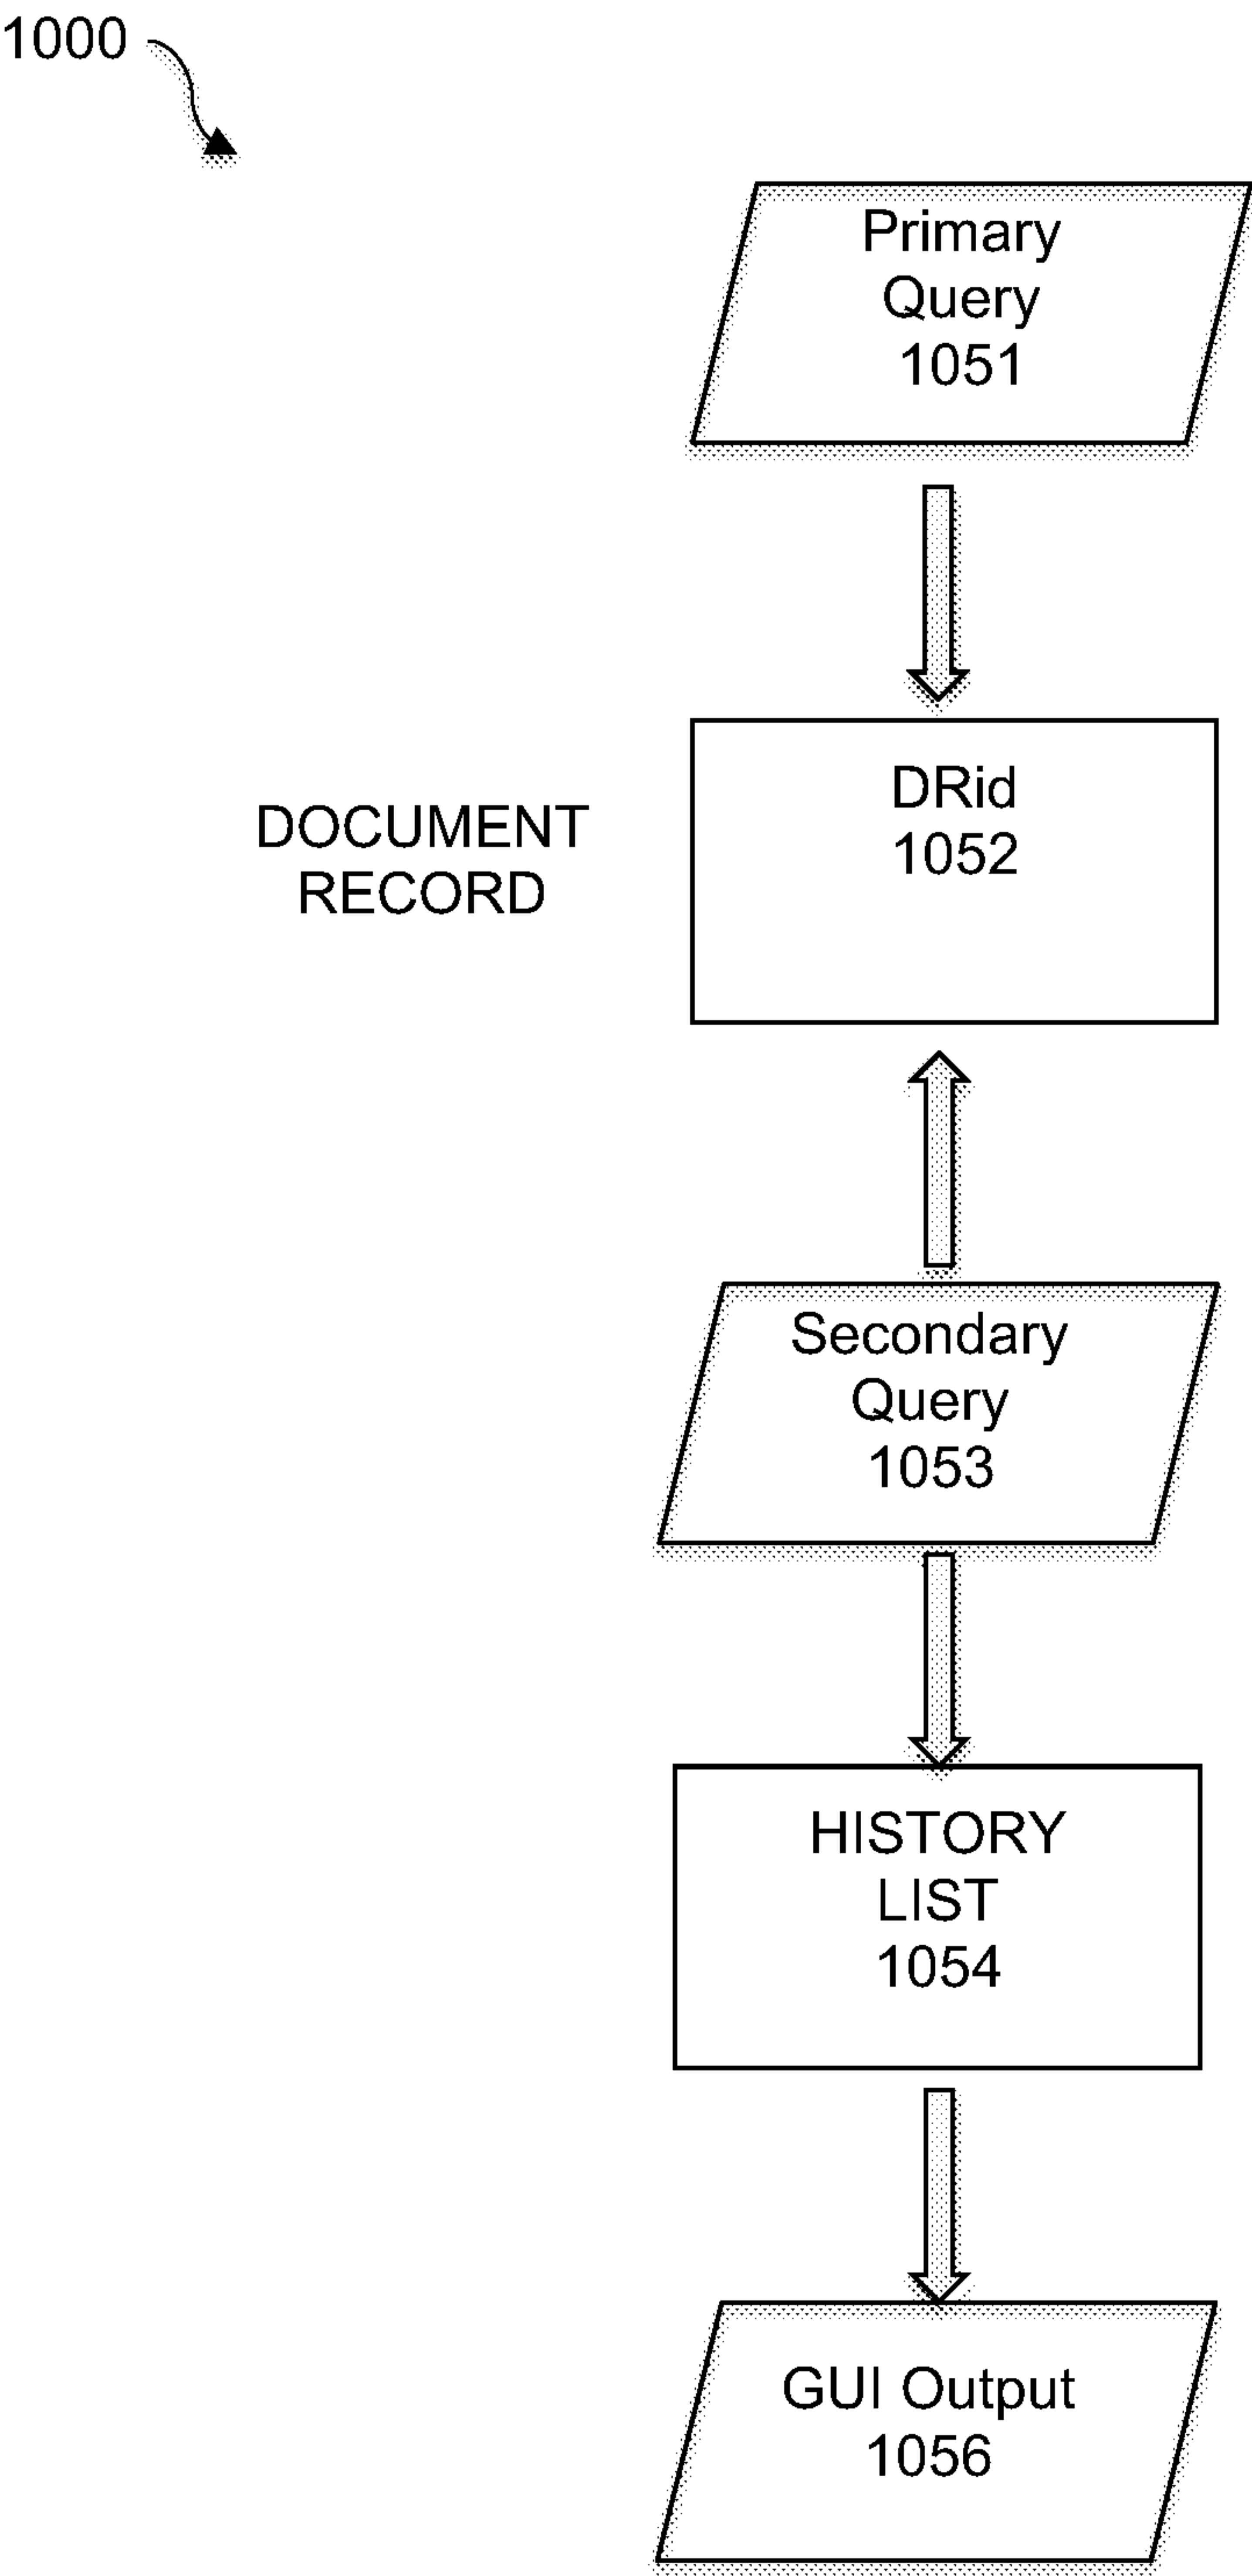 1000
Primary
Query
1051
DOCUMENT
RECORD
DRid
1052
Secondary
Query
1053
HISTORY
LIST
1054
GUI Output
1056